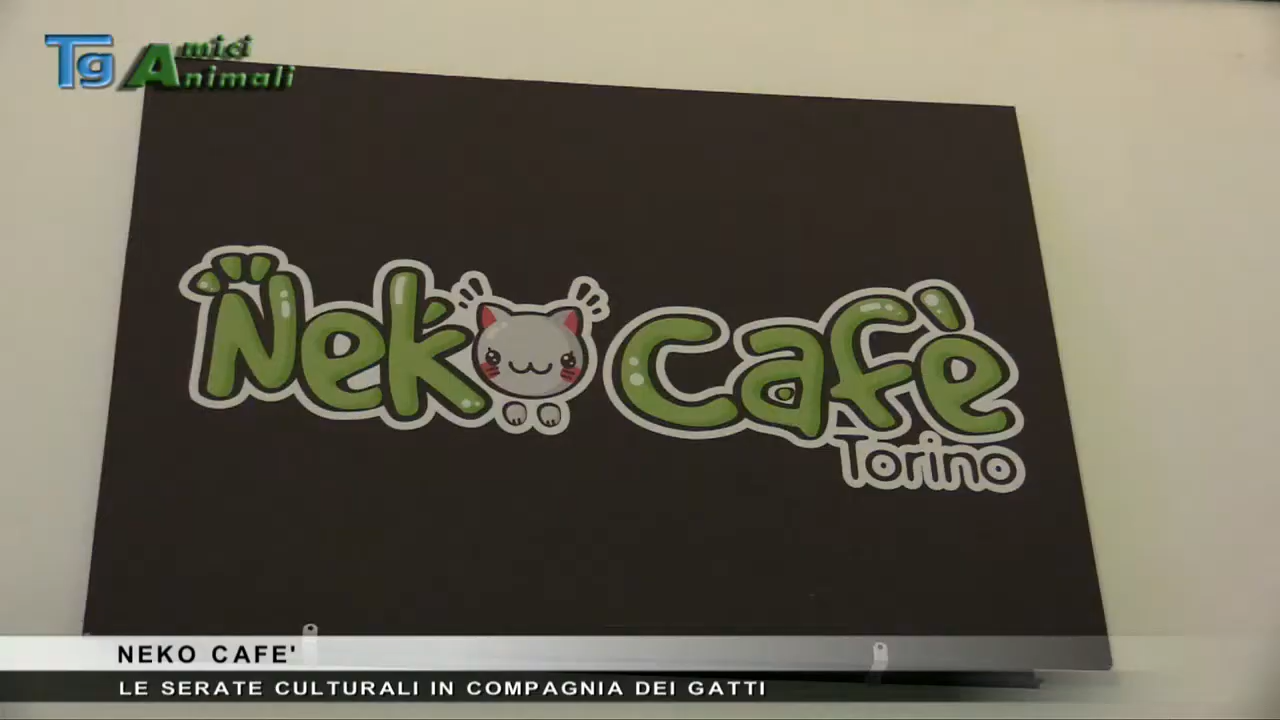 Tg Amici Animali
Neko Cafè
Torino
NEKO CAFE'
LE SERATE CULTURALI IN COMPAGNIA DEI GATTI